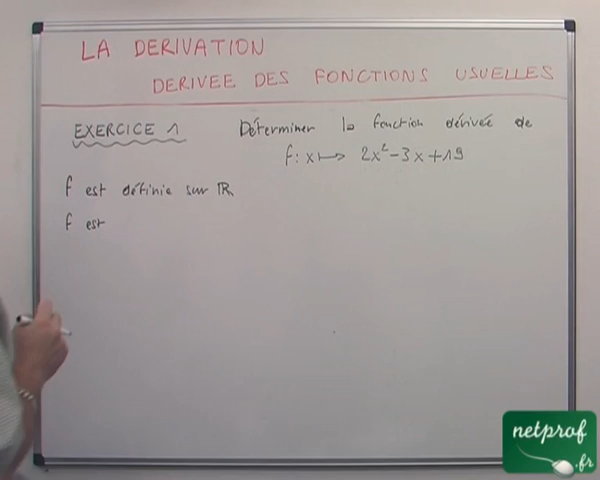 LA DERIVATION
DERIVEE DES FONCTIONS USUELLES
EXERCICE 1 Déterminer la fonction dérivée de
f: x ↦ 2x² - 3x + 19
f est définie sur ℝ.
f est
netprof
.fr